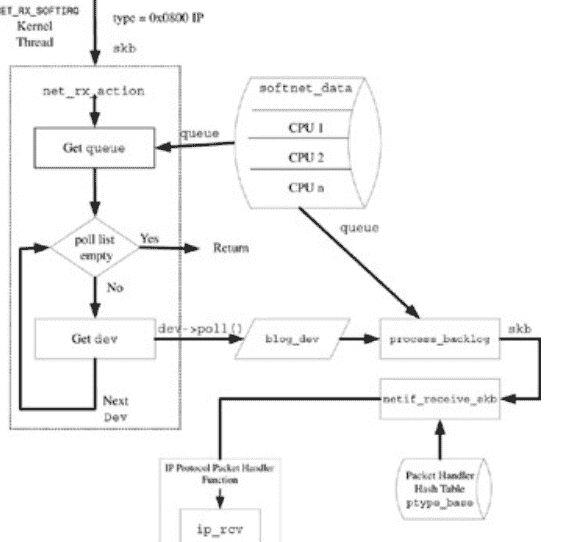 ET_RX_SOFTIRQ
Kernel
Thread
type = 0x0800 IP
skb
net_rx_action
softnet_data
CPU 1
CPU 2
CPU n
queue
Get queue
queue
poll list
empty
Yes
Return
No
Get dev
dev->poll()
blog_dev
process_backlog
skb
Next
Dev
netif_receive_skb
IP Protocol Packet Handler
Function
ip_rcv
Packet Handler
Hash Table
ptype_base